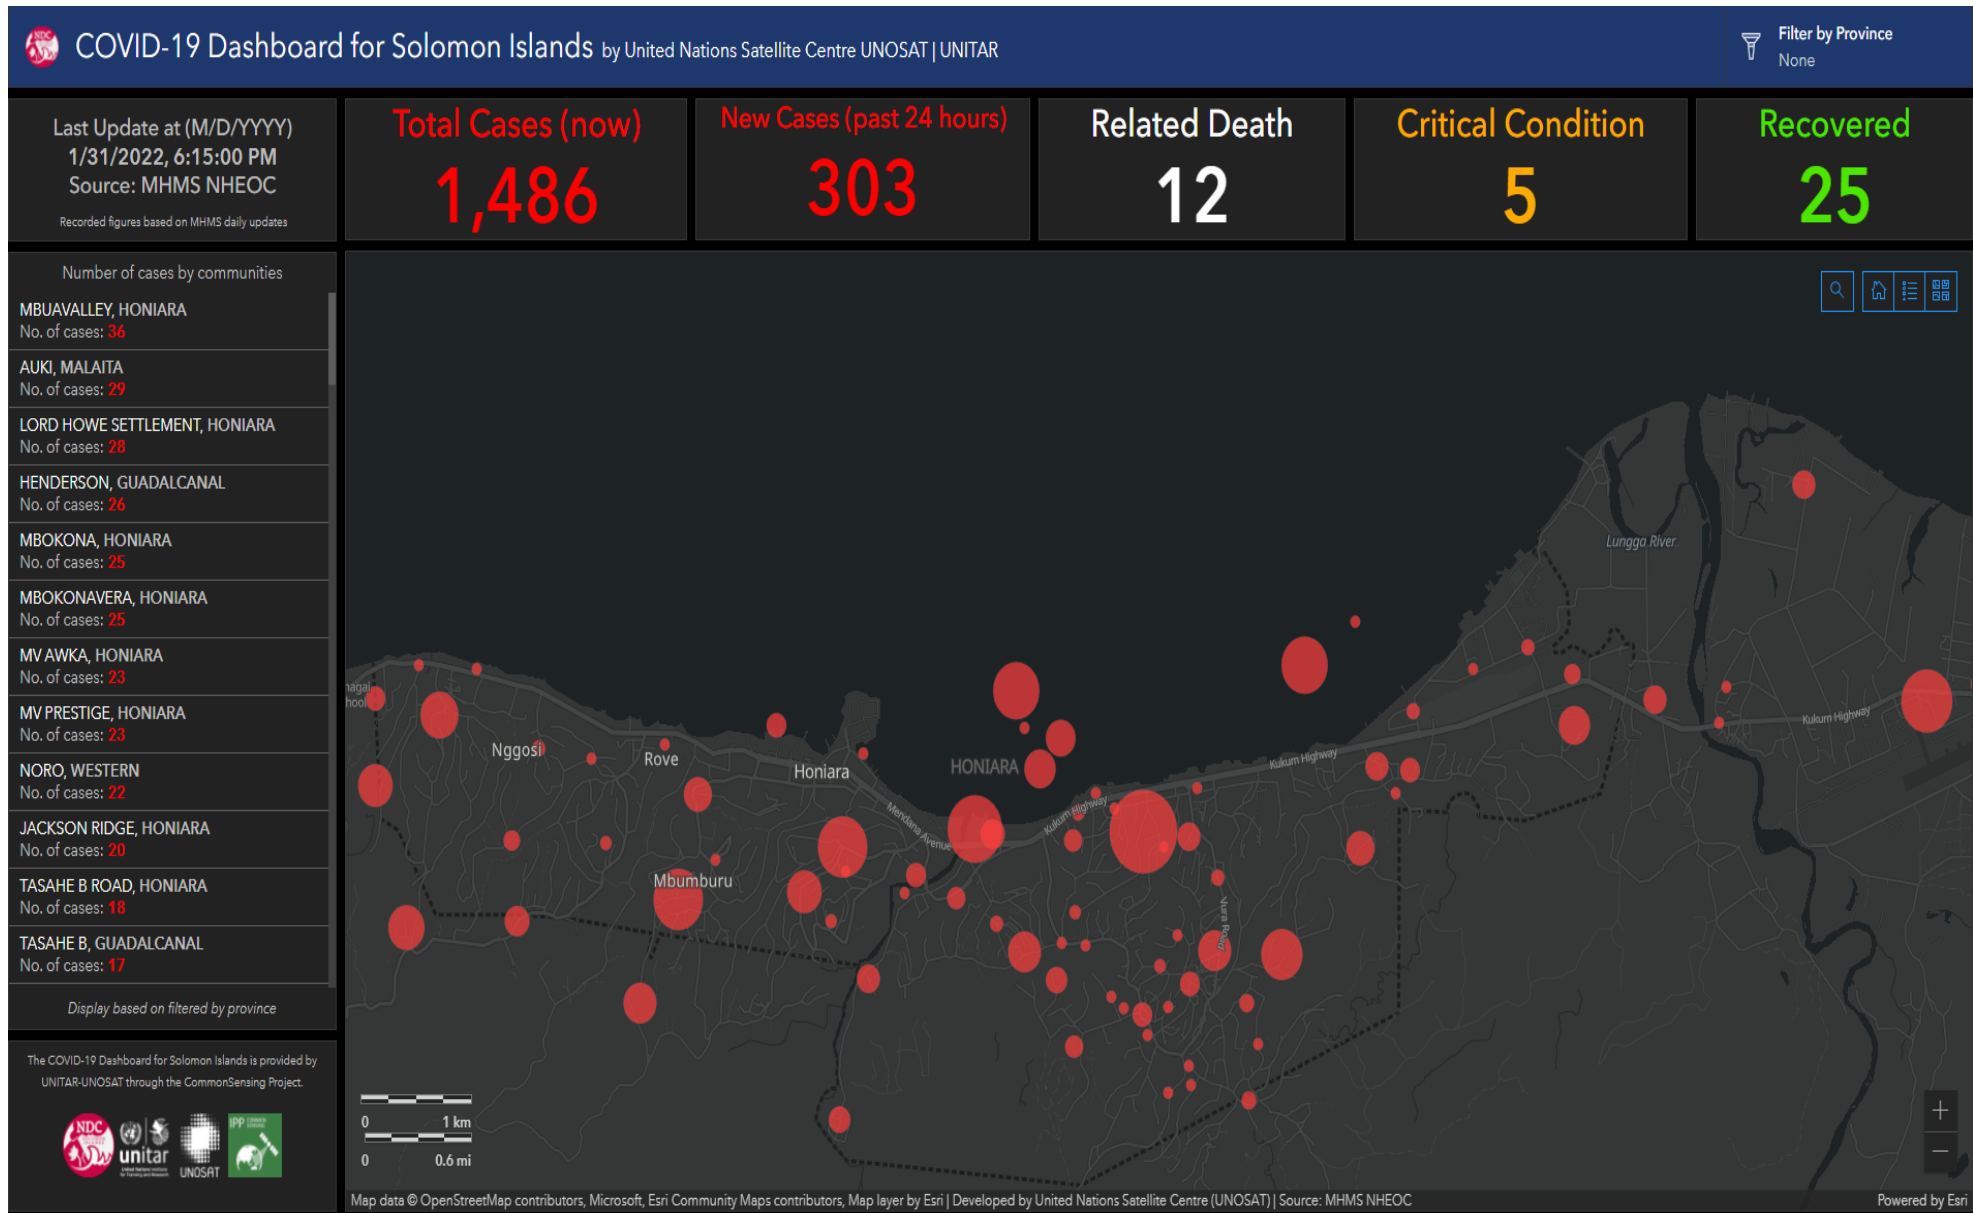 COVID-19 Dashboard for Solomon Islands by United Nations Satellite Centre UNOSAT | UNITAR
Filter by Province
None
Last Update at (M/D/YYYY)
1/31/2022, 6:15:00 PM
Source: MHMS NHEOC
Recorded figures based on MHMS daily updates
Total Cases (now)
1,486
New Cases (past 24 hours)
303
Related Death
12
Critical Condition
5
Recovered
25
Number of cases by communities
MBUAVALLEY, HONIARA
No. of cases: 36
AUKI, MALAITA
No. of cases: 29
LORD HOWE SETTLEMENT, HONIARA
No. of cases: 28
HENDERSON, GUADALCANAL
No. of cases: 26
MBOKONA, HONIARA
No. of cases: 25
MBOKONAVERA, HONIARA
No. of cases: 25
MV AWKA, HONIARA
No. of cases: 23
MV PRESTIGE, HONIARA
No. of cases: 23
NORO, WESTERN
No. of cases: 22
JACKSON RIDGE, HONIARA
No. of cases: 20
TASAHE B ROAD, HONIARA
No. of cases: 18
TASAHE B, GUADALCANAL
No. of cases: 17
Display based on filtered by province
The COVID-19 Dashboard for Solomon Islands is provided by
UNITAR-UNOSAT through the CommonSensing Project.
NDC
unitar
UNOSAT
IPP COMMON
SENSING
Lungga River
Nggosi
Rove
Honiara
HONIARA
Mendana Avenue
Kukum Highway
Kukum Highway
Kukum Highway
Mbumburu
Vura Road
0 1 km
0 0.6 mi
Map data © OpenStreetMap contributors, Microsoft, Esri Community Maps contributors, Map layer by Esri | Developed by United Nations Satellite Centre (UNOSAT) | Source: MHMS NHEOC
Powered by Esri